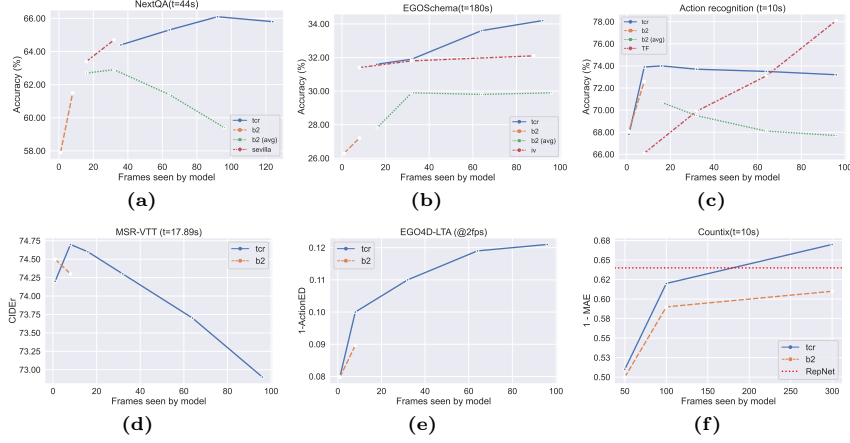 NextQA(t=44s)
Accuracy (%)
66.00
64.00
62.00
60.00
58.00
0 20 40 60 80 100 120
Frames seen by model
tcr
b2
b2 (avg)
sevilla
(a)
EGOSchema(t=180s)
Accuracy (%)
34.00
32.00
30.00
28.00
26.00
0 20 40 60 80 100
Frames seen by model
tcr
b2
b2 (avg)
iv
(b)
Action recognition (t=10s)
Accuracy (%)
78.00
76.00
74.00
72.00
70.00
68.00
66.00
0 20 40 60 80 100
Frames seen by model
tcr
b2
b2 (avg)
TF
(c)
MSR-VTT (t=17.89s)
CIDEr
74.75
74.50
74.25
74.00
73.75
73.50
73.25
73.00
0 20 40 60 80 100
Frames seen by model
tcr
b2
(d)
EGO4D-LTA (@2fps)
1-ActionED
0.12
0.11
0.10
0.09
0.08
0 20 40 60 80 100
Frames seen by model
tcr
b2
(e)
Countix(t=10s)
1 - MAE
0.68
0.65
0.62
0.60
0.57
0.55
0.53
0.50
50 100 150 200 250 300
Frames seen by model
tcr
b2
RepNet
(f)